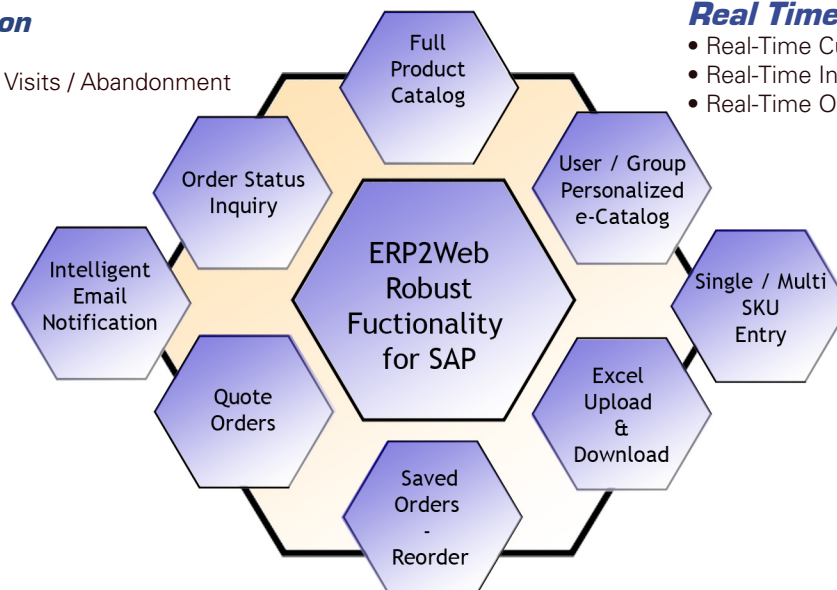 on
Visits / Abandonment
Real Time
• Real-Time Cu
• Real-Time In
• Real-Time O
Full
Product
Catalog
User / Group
Personalized
e-Catalog
Single / Multi
SKU
Entry
Excel
Upload
&
Download
Saved
Orders
-
Reorder
Quote
Orders
Intelligent
Email
Notification
Order Status
Inquiry
ERP2Web
Robust
Fuctionality
for SAP